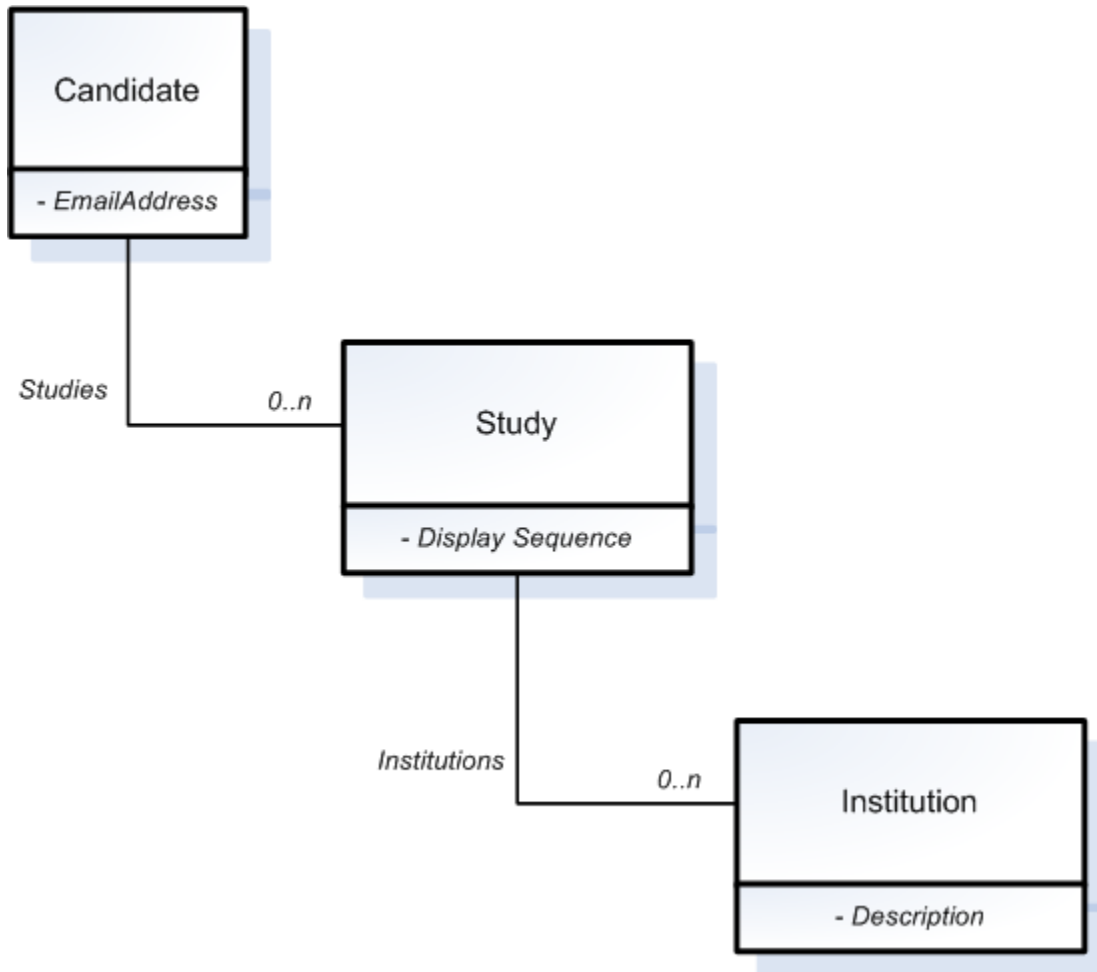 Candidate
- EmailAddress
Studies
0..n
Study
- Display Sequence
Institutions
0..n
Institution
- Description